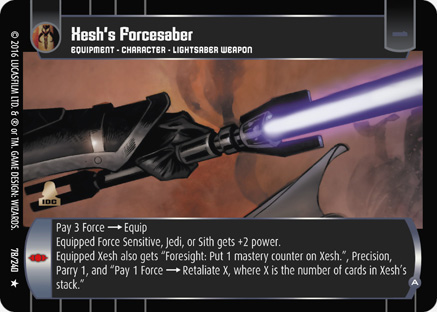 Xesh's Forcesaber
EQUIPMENT - CHARACTER - LIGHTSABER WEAPON
© 2016 LUCASFILM LTD. & ® or TM. GAME DESIGN: WIZARDS.
IDC
78/240
Pay 3 Force → Equip
Equipped Force Sensitive, Jedi, or Sith gets +2 power.
Equipped Xesh also gets "Foresight: Put 1 mastery counter on Xesh.", Precision,
Parry 1, and "Pay 1 Force → Retaliate X, where X is the number of cards in Xesh's
stack."
A